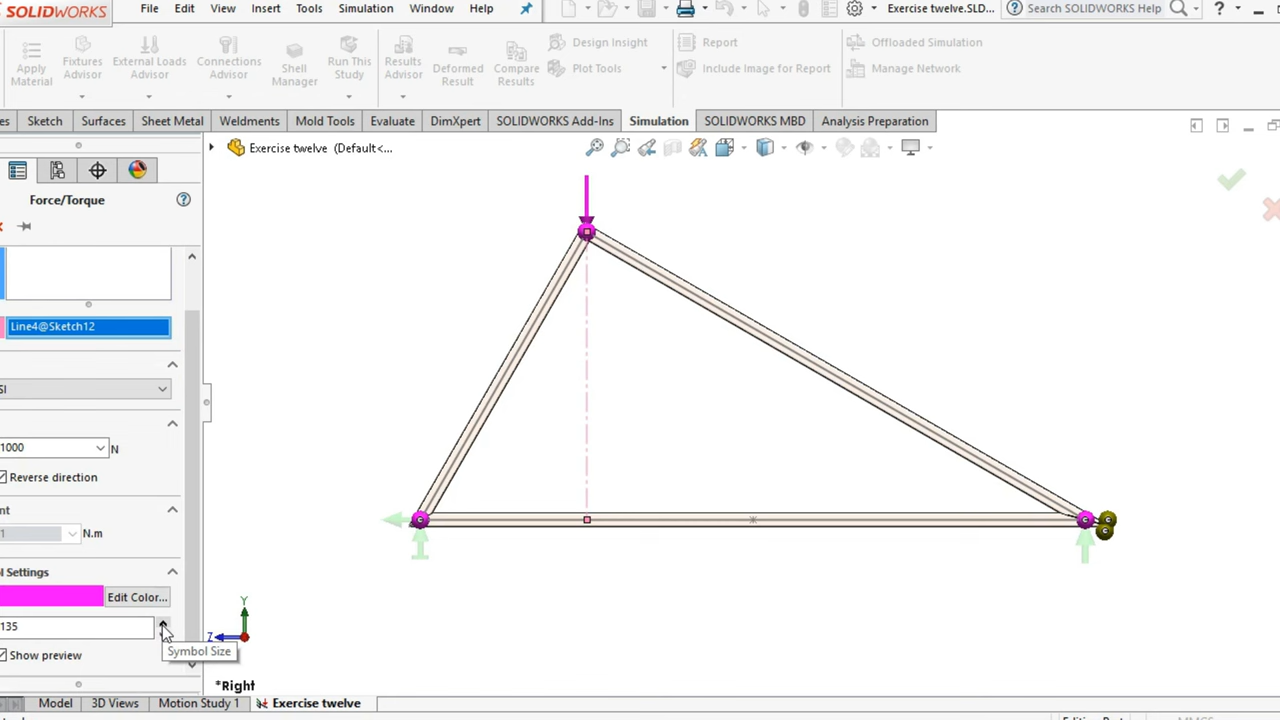 SOLIDWORKS File Edit View Insert Tools Simulation Window Help Exercise twelve.SLD... Search SOLIDWORKS Help ?
Apply Material
Fixtures Advisor
External Loads Advisor
Connections Advisor
Shell Manager
Run This Study
Results Advisor
Deformed Result
Compare Results
Design Insight
Plot Tools
Report
Include Image for Report
Offloaded Simulation
Manage Network
es Sketch Surfaces Sheet Metal Weldments Mold Tools Evaluate DimXpert SOLIDWORKS Add-Ins Simulation SOLIDWORKS MBD Analysis Preparation
Exercise twelve (Default<...
Force/Torque ?
Line4@Sketch12
SI
1000 N
Reverse direction
nt
1 N.m
ol Settings
Edit Color...
135
Symbol Size
Show preview
Y
Z
*Right
Model 3D Views Motion Study 1 Exercise twelve